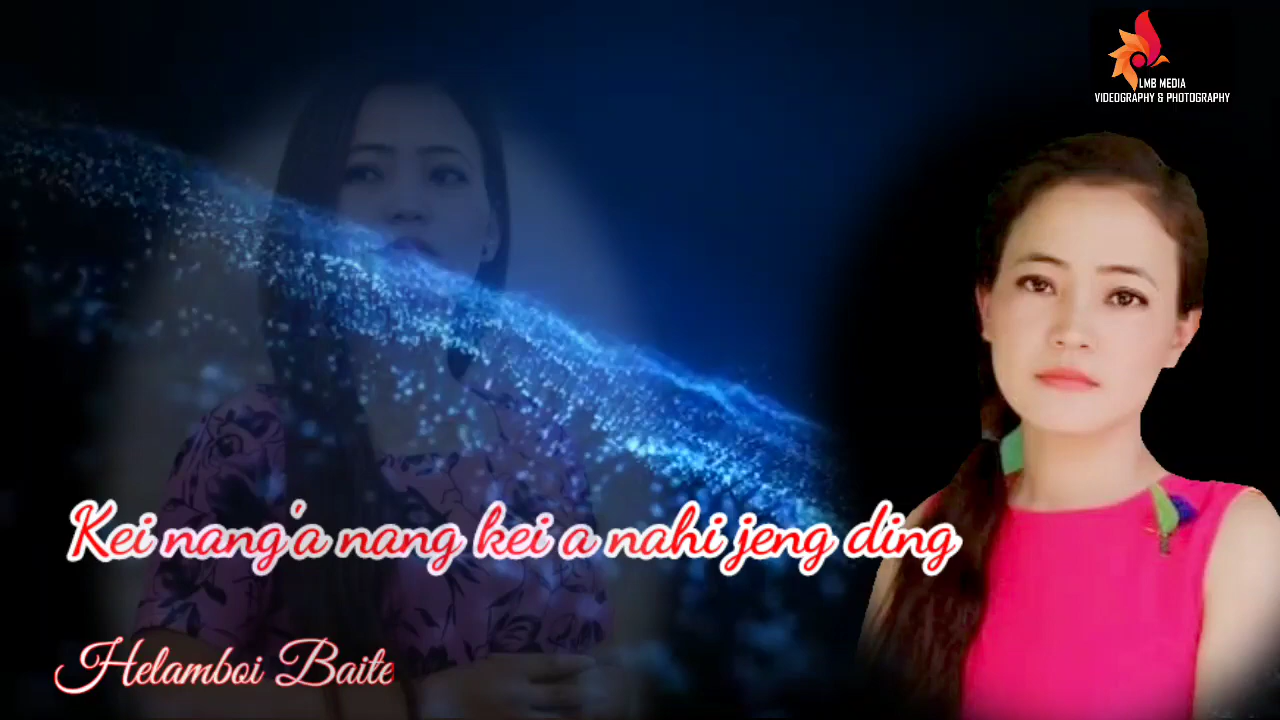 LMB MEDIA
VIDEOGRAPHY & PHOTOGRAPHY
Kei nang'a nang kei a nahi jeng ding
Helamboi Baite